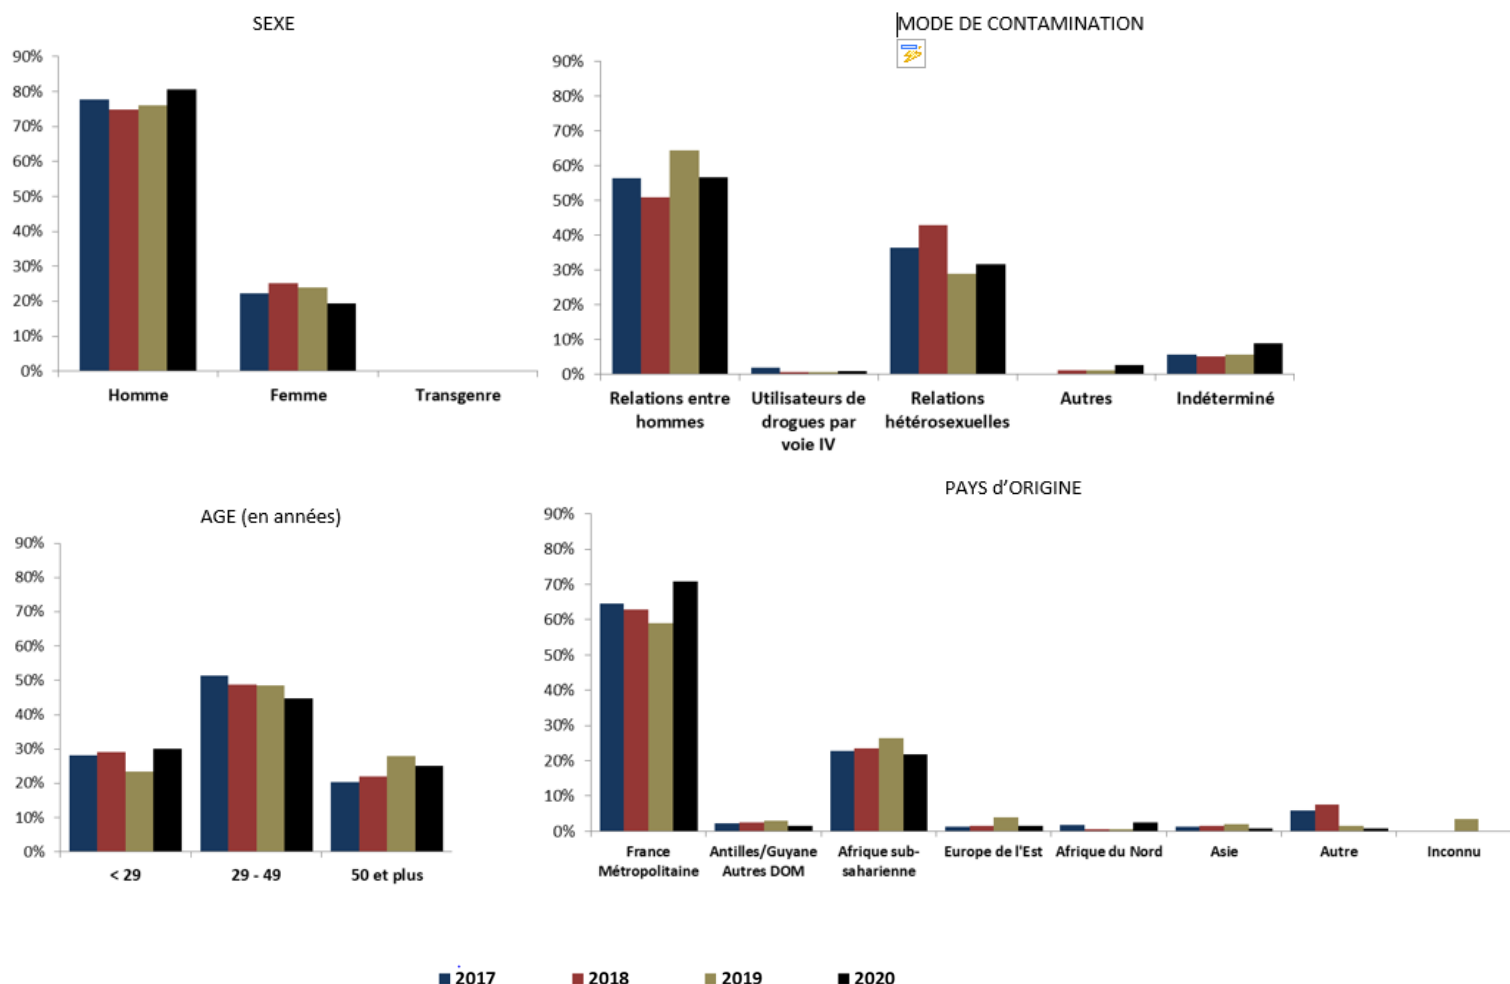 SEXE
90%
80%
70%
60%
50%
40%
30%
20%
10%
0%
Homme
Femme
Transgenre
MODE DE CONTAMINATION
90%
80%
70%
60%
50%
40%
30%
20%
10%
0%
Relations entre
hommes
Utilisateurs de
drogues par
voie IV
Relations
hétérosexuelles
Autres
Indéterminé
AGE (en années)
90%
80%
70%
60%
50%
40%
30%
20%
10%
0%
< 29
29 - 49
50 et plus
PAYS d’ORIGINE
90%
80%
70%
60%
50%
40%
30%
20%
10%
0%
France
Métropolitaine
Antilles/Guyane
Autres DOM
Afrique sub-
saharienne
Europe de l'Est
Afrique du Nord
Asie
Autre
Inconnu
2017
2018
2019
2020